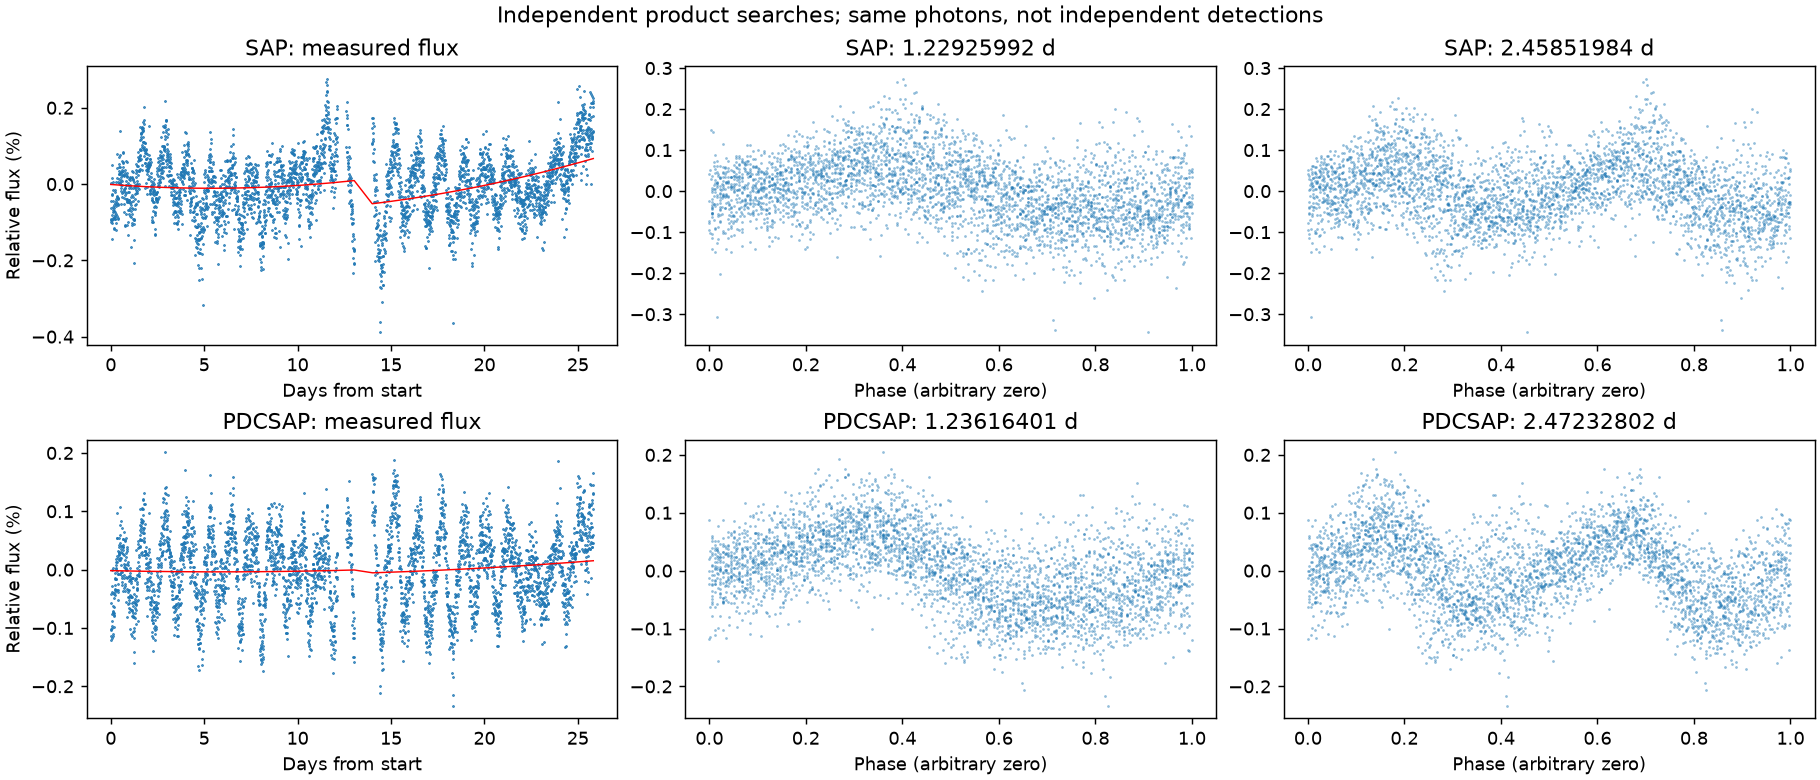 Independent product searches; same photons, not independent detections
SAP: measured flux
SAP: 1.22925992 d
SAP: 2.45851984 d
Relative flux (%)
0.2
0.0
−0.2
−0.4
0 5 10 15 20 25
Days from start
0.3
0.2
0.1
0.0
−0.1
−0.2
−0.3
0.0 0.2 0.4 0.6 0.8 1.0
Phase (arbitrary zero)
0.3
0.2
0.1
0.0
−0.1
−0.2
−0.3
0.0 0.2 0.4 0.6 0.8 1.0
Phase (arbitrary zero)
PDCSAP: measured flux
PDCSAP: 1.23616401 d
PDCSAP: 2.47232802 d
Relative flux (%)
0.2
0.1
0.0
−0.1
−0.2
0 5 10 15 20 25
Days from start
0.2
0.1
0.0
−0.1
−0.2
0.0 0.2 0.4 0.6 0.8 1.0
Phase (arbitrary zero)
0.2
0.1
0.0
−0.1
−0.2
0.0 0.2 0.4 0.6 0.8 1.0
Phase (arbitrary zero)